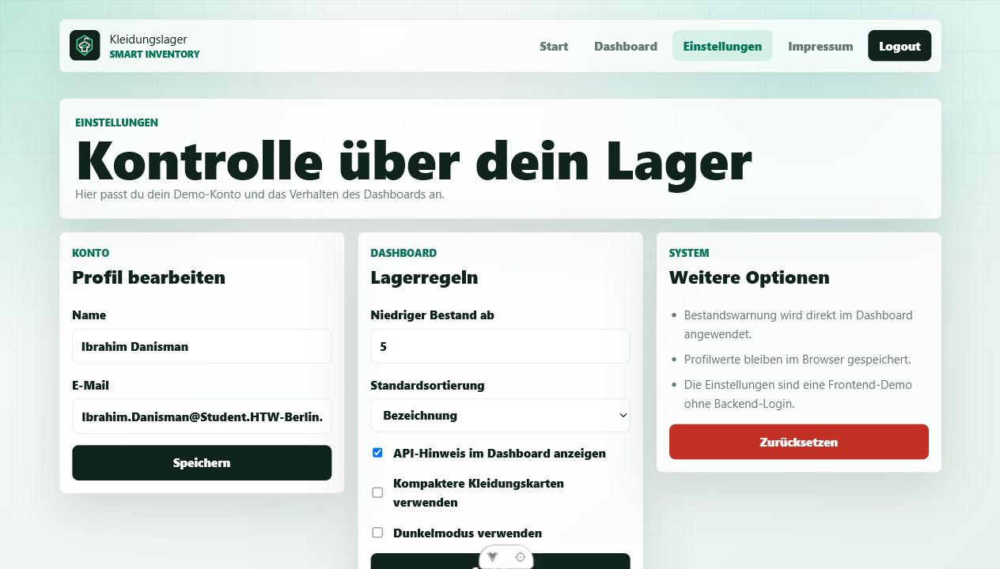 Kleidungslager
SMART INVENTORY
Start
Dashboard
Einstellungen
Impressum
Logout
EINSTELLUNGEN
Kontrolle über dein Lager
Hier passt du dein Demo-Konto und das Verhalten des Dashboards an.
KONTO
Profil bearbeiten
Name
Ibrahim Danisman
E-Mail
Ibrahim.Danisman@Student.HTW-Berlin.
Speichern
DASHBOARD
Lagerregeln
Niedriger Bestand ab
5
Standardsortierung
Bezeichnung
API-Hinweis im Dashboard anzeigen
Kompaktere Kleidungskarten
verwenden
Dunkelmodus verwenden
SYSTEM
Weitere Optionen
Bestandswarnung wird direkt im Dashboard
angewendet.
Profilwerte bleiben im Browser gespeichert.
Die Einstellungen sind eine Frontend-Demo
ohne Backend-Login.
Zurücksetzen